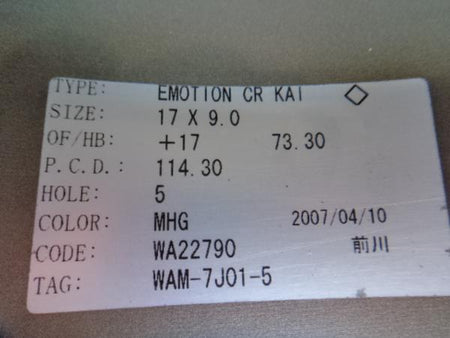 TYPE: EMOTION CR KAI ◇
SIZE: 17 X 9.0
OF/HB: +17 73.30
P.C.D.: 114.30
HOLE: 5
COLOR: MHG 2007/04/10
CODE: WA22790 前川
TAG: WAM-7J01-5